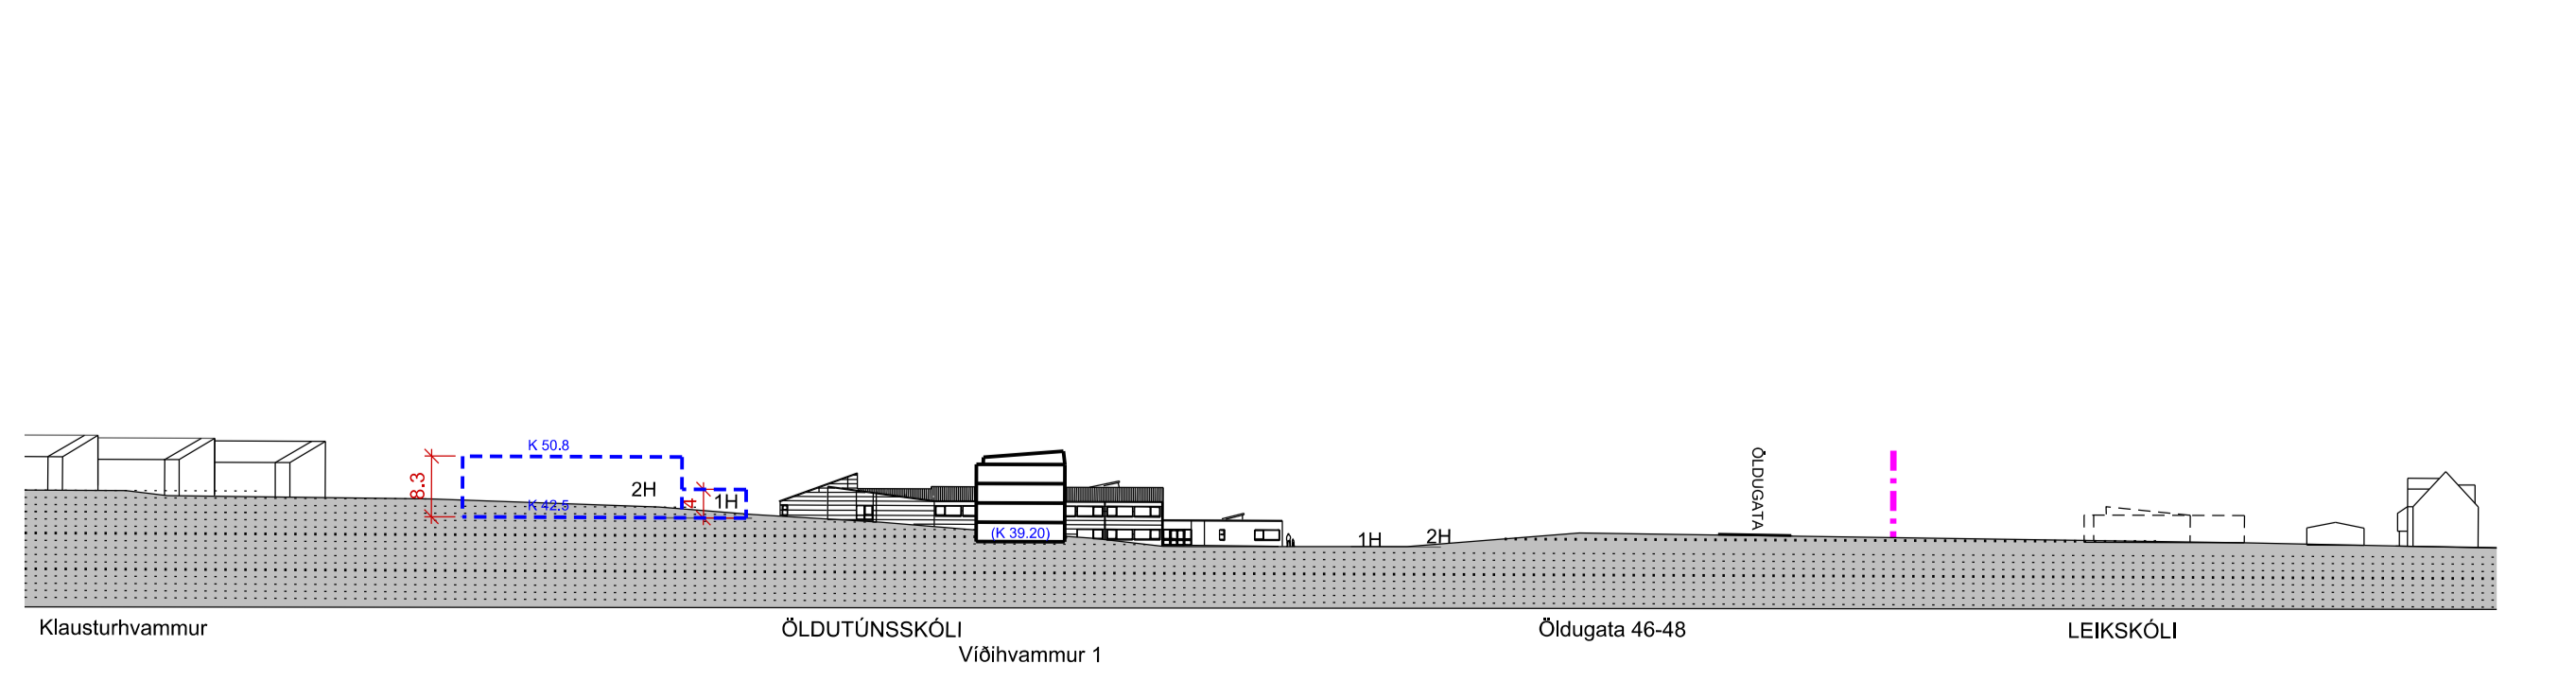 K 50.8
8.3
2H
K 42.5
4
1H
(K 39.20)
1H
2H
ÖLDUGATA
Klausturhvammur
ÖLDUTÚNSSKÓLI
Víðihvammur 1
Öldugata 46-48
LEIKSKÓLI